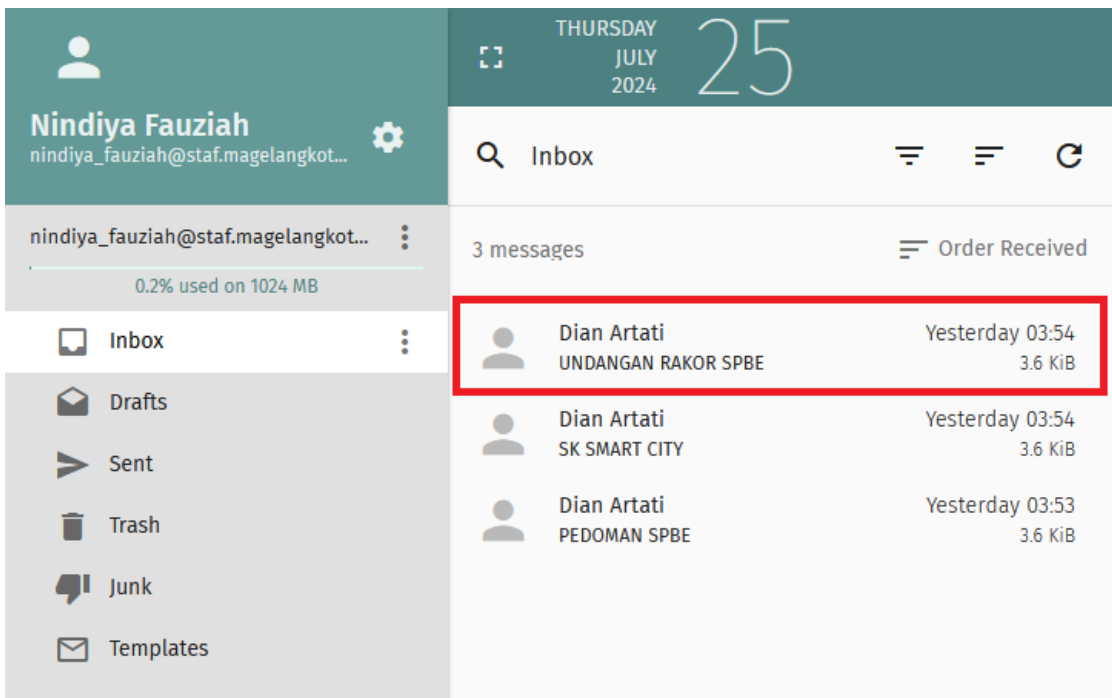 Nindiya Fauziah
nindiya_fauziah@staf.magelangkot...
nindiya_fauziah@staf.magelangkot...
0.2% used on 1024 MB
Inbox
Drafts
Sent
Trash
Junk
Templates
THURSDAY
JULY
2024
25
Inbox
3 messages
Order Received
Dian Artati Yesterday 03:54
UNDANGAN RAKOR SPBE 3.6 KiB
Dian Artati Yesterday 03:54
SK SMART CITY 3.6 KiB
Dian Artati Yesterday 03:53
PEDOMAN SPBE 3.6 KiB